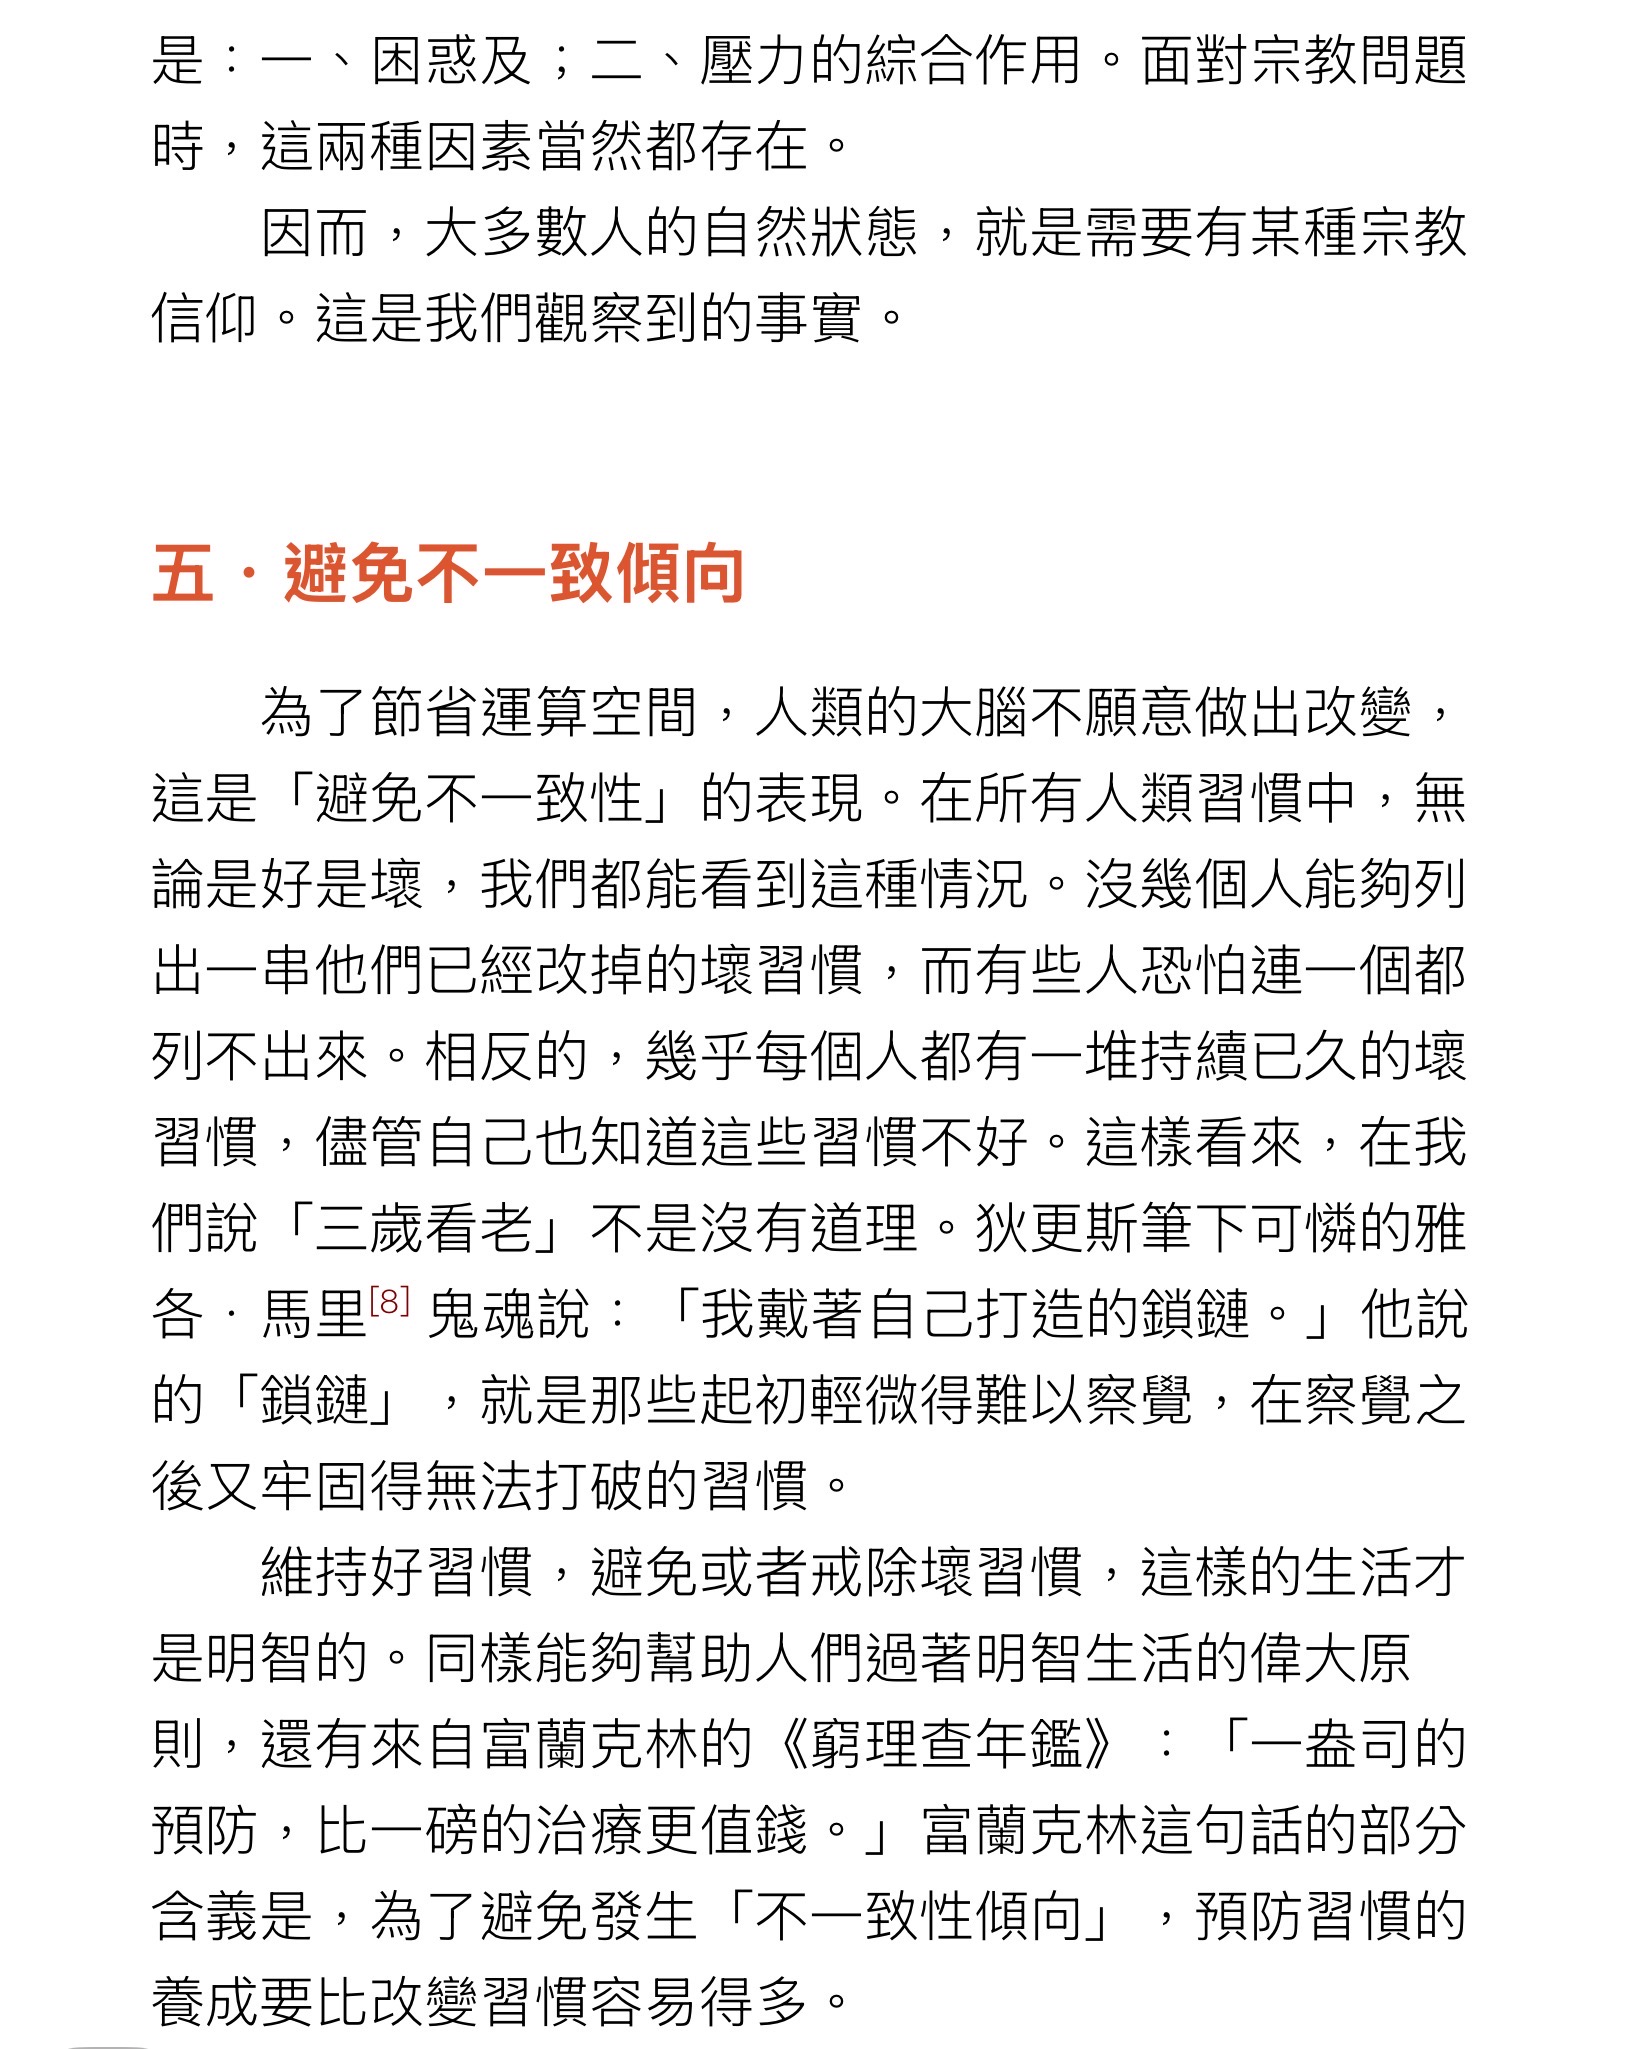 是：一、困惑及；二、壓力的綜合作用。面對宗教問題
時，這兩種因素當然都存在。
因而，大多數人的自然狀態，就是需要有某種宗教
信仰。這是我們觀察到的事實。
五．避免不一致傾向
為了節省運算空間，人類的大腦不願意做出改變，
這是「避免不一致性」的表現。在所有人類習慣中，無
論是好是壞，我們都能看到這種情況。沒幾個人能夠列
出一串他們已經改掉的壞習慣，而有些人恐怕連一個都
列不出來。相反的，幾乎每個人都有一堆持續已久的壞
習慣，儘管自己也知道這些習慣不好。這樣看來，在我
們說「三歲看老」不是沒有道理。狄更斯筆下可憐的雅
各．馬里[8] 鬼魂說：「我戴著自己打造的鎖鏈。」他說
的「鎖鏈」，就是那些起初輕微得難以察覺，在察覺之
後又牢固得無法打破的習慣。
維持好習慣，避免或者戒除壞習慣，這樣的生活才
是明智的。同樣能夠幫助人們過著明智生活的偉大原
則，還有來自富蘭克林的《窮理查年鑑》：「一盎司的
預防，比一磅的治療更值錢。」富蘭克林這句話的部分
含義是，為了避免發生「不一致性傾向」，預防習慣的
養成要比改變習慣容易得多。